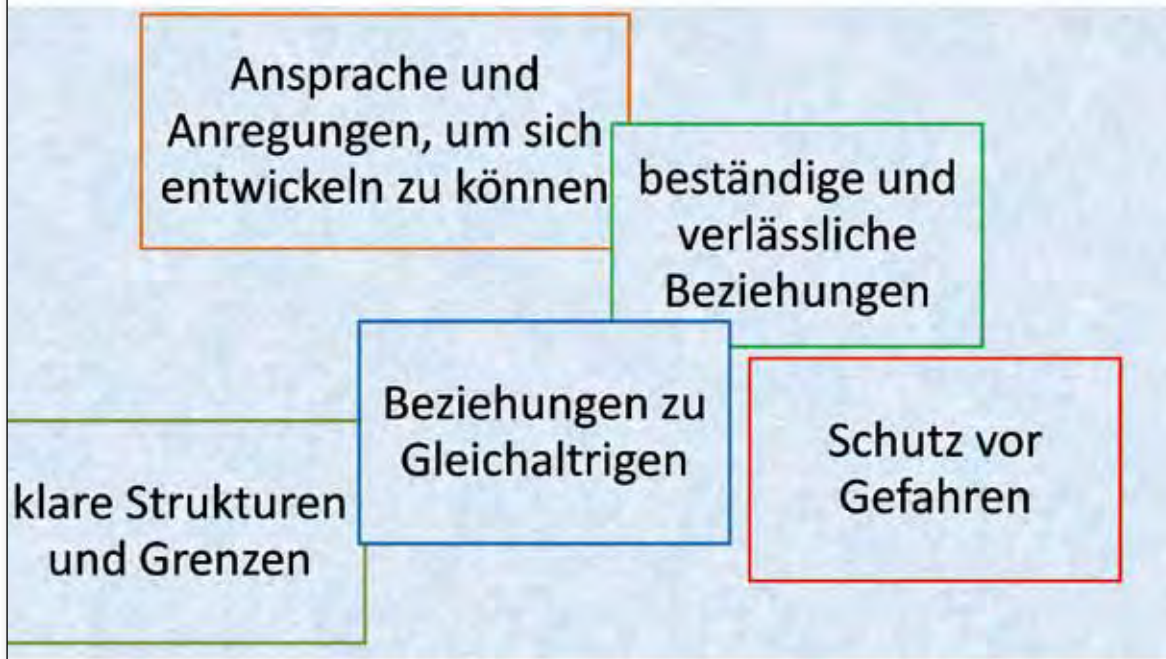 Ansprache und
Anregungen, um sich
entwickeln zu können
beständige und
verlässliche
Beziehungen
Beziehungen zu
Gleichaltrigen
Schutz vor
Gefahren
klare Strukturen
und Grenzen